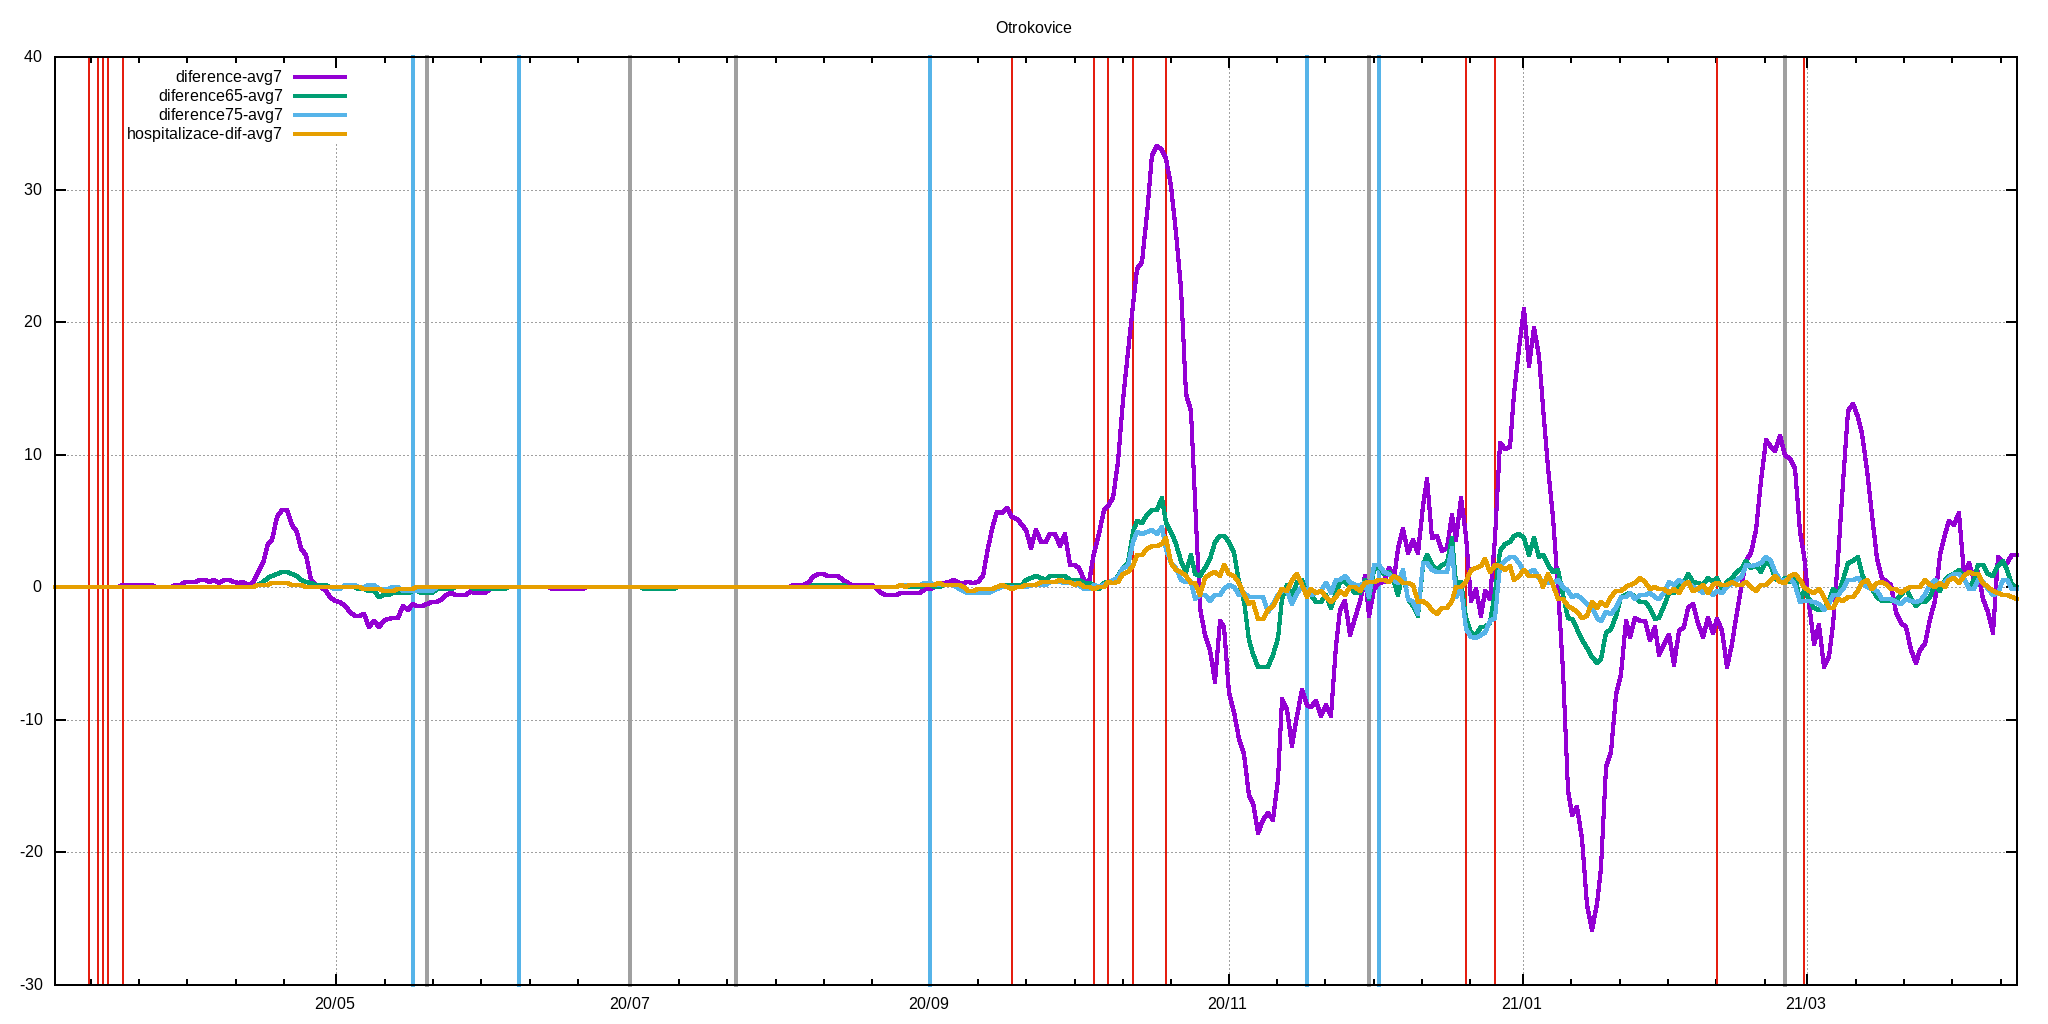 Otrokovice
40
30
20
10
0
-10
-20
-30
diference-avg7
diference65-avg7
diference75-avg7
hospitalizace-dif-avg7
20/05 20/07 20/09 20/11 21/01 21/03